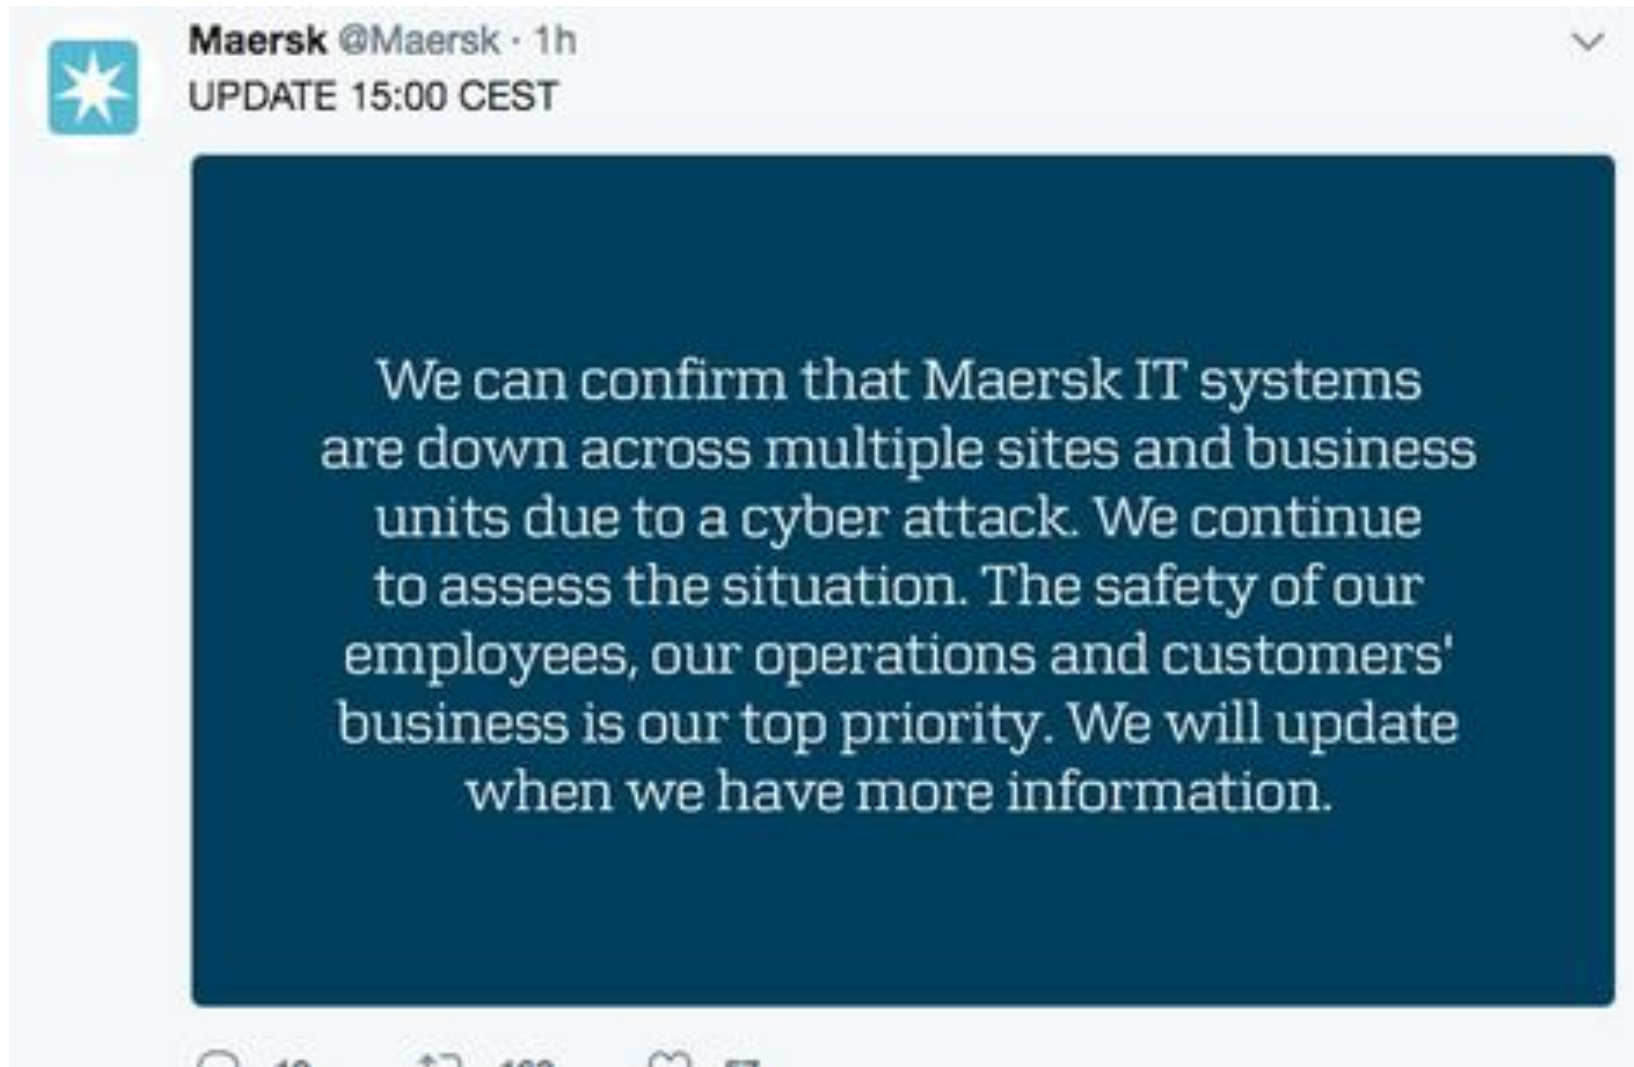 Maersk @Maersk · 1h
UPDATE 15:00 CEST
We can confirm that Maersk IT systems
are down across multiple sites and business
units due to a cyber attack. We continue
to assess the situation. The safety of our
employees, our operations and customers'
business is our top priority. We will update
when we have more information.